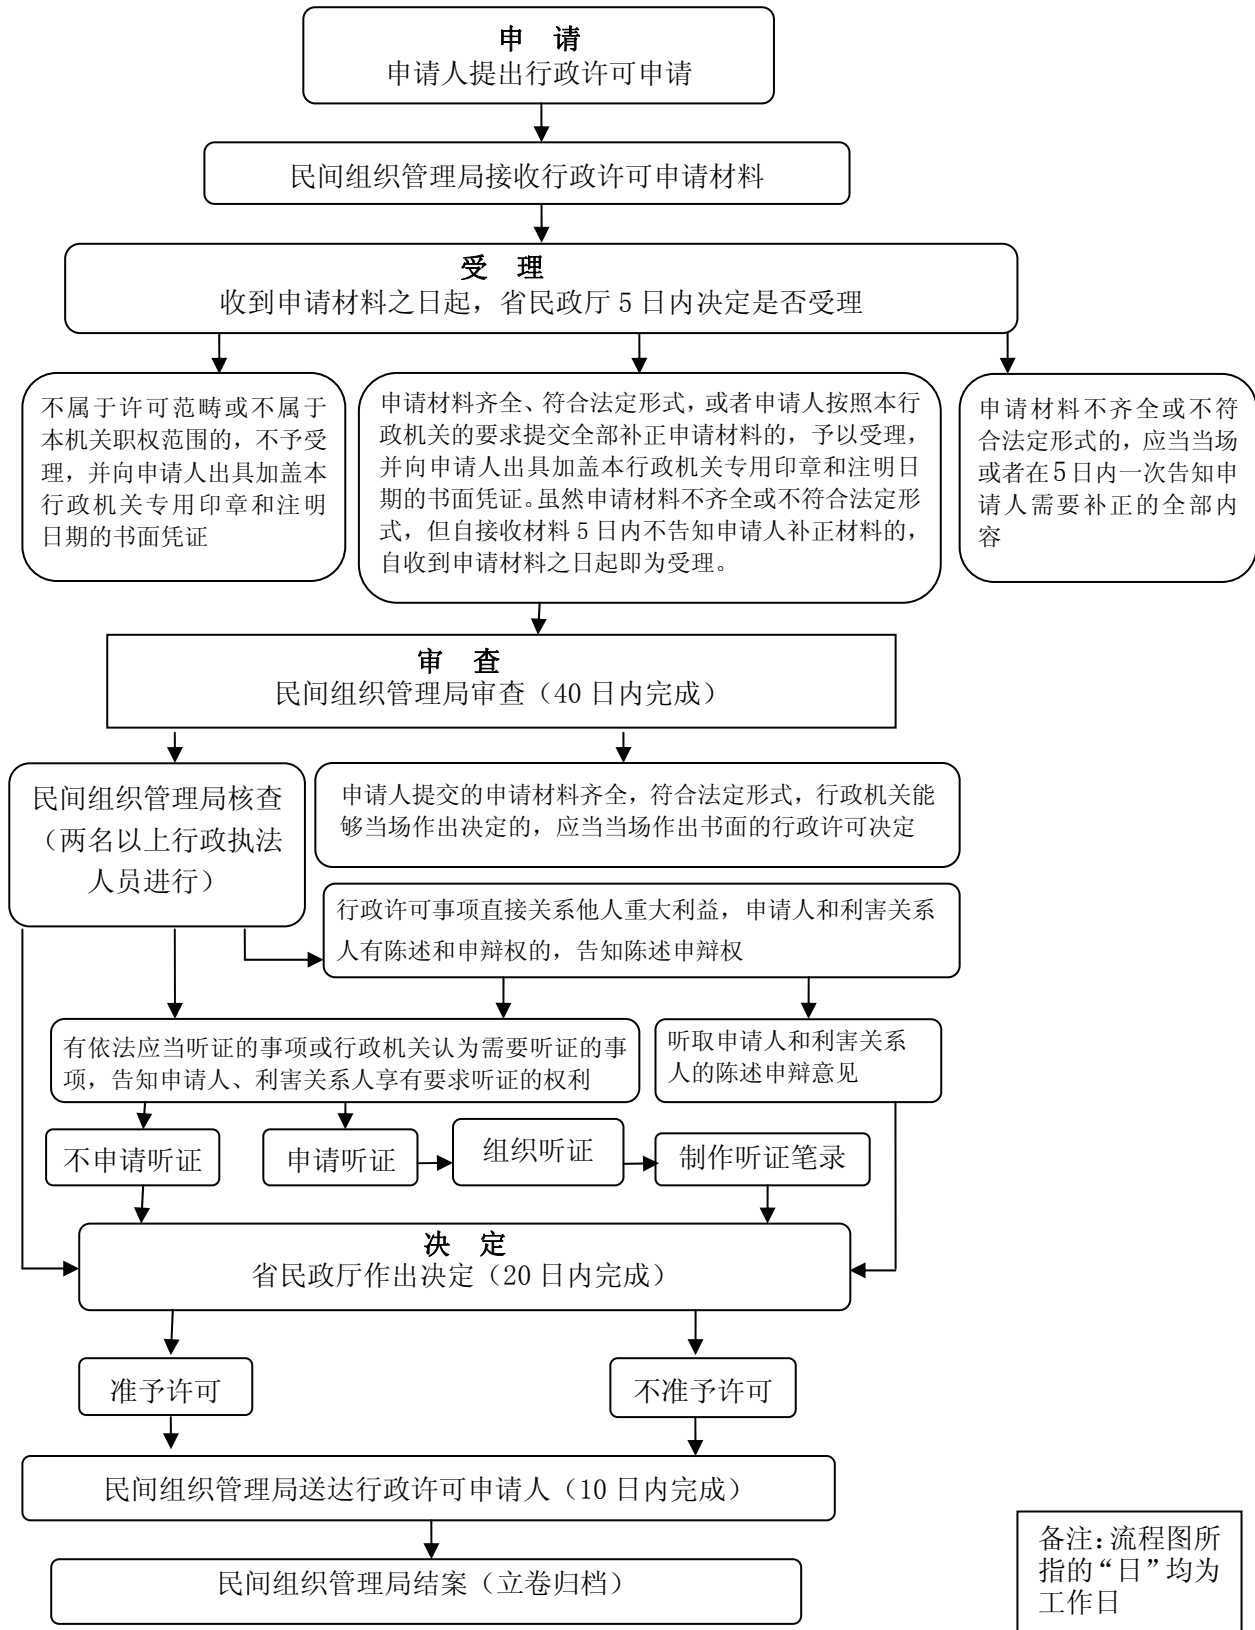 申 请
申请人提出行政许可申请
民间组织管理局接收行政许可申请材料
受 理
收到申请材料之日起，省民政厅 5 日内决定是否受理
不属于许可范畴或不属于
本机关职权范围的，不予受
理，并向申请人出具加盖本
行政机关专用印章和注明
日期的书面凭证
申请材料齐全、符合法定形式，或者申请人按照本行
政机关的要求提交全部补正申请材料的，予以受理，
并向申请人出具加盖本行政机关专用印章和注明日
期的书面凭证。虽然申请材料不齐全或不符合法定形
式，但自接收材料 5 日内不告知申请人补正材料的，
自收到申请材料之日起即为受理。
申请材料不齐全或不符
合法定形式的，应当当场
或者在 5 日内一次告知申
请人需要补正的全部内
容
审 查
民间组织管理局审查（40 日内完成）
民间组织管理局核查
（两名以上行政执法
人员进行）
申请人提交的申请材料齐全，符合法定形式，行政机关能
够当场作出决定的，应当当场作出书面的行政许可决定
行政许可事项直接关系他人重大利益，申请人和利害关系
人有陈述和申辩权的，告知陈述申辩权
有依法应当听证的事项或行政机关认为需要听证的事
项，告知申请人、利害关系人享有要求听证的权利
听取申请人和利害关系
人的陈述申辩意见
不申请听证
申请听证
组织听证
制作听证笔录
决 定
省民政厅作出决定（20 日内完成）
准予许可
不准予许可
民间组织管理局送达行政许可申请人（10 日内完成）
民间组织管理局结案（立卷归档）
备注：流程图所
指的“日”均为
工作日